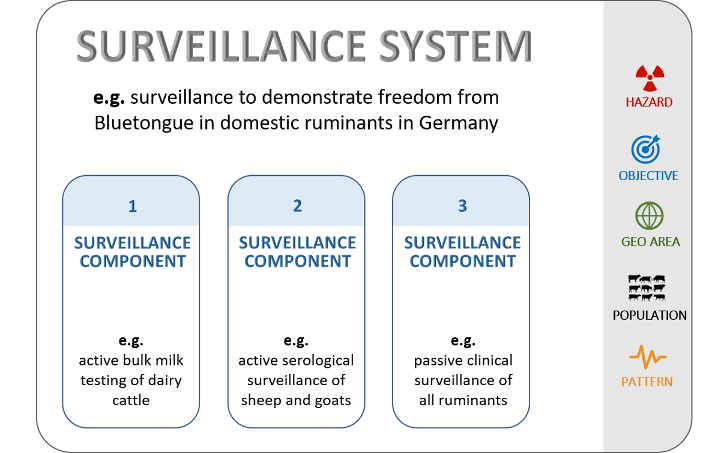 SURVEILLANCE SYSTEM
e.g. surveillance to demonstrate freedom from
Bluetongue in domestic ruminants in Germany
1
SURVEILLANCE
COMPONENT
e.g.
active bulk milk
testing of dairy
cattle
2
SURVEILLANCE
COMPONENT
e.g.
active serological
surveillance of
sheep and goats
3
SURVEILLANCE
COMPONENT
e.g.
passive clinical
surveillance of
all ruminants
HAZARD
OBJECTIVE
GEO AREA
POPULATION
PATTERN